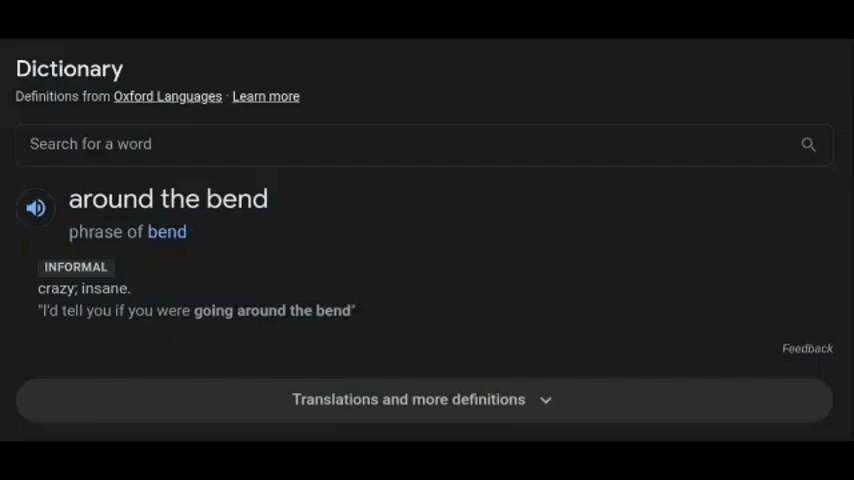 Dictionary
Definitions from Oxford Languages · Learn more
Search for a word
around the bend
phrase of bend
INFORMAL
crazy; insane.
"I'd tell you if you were going around the bend"
Feedback
Translations and more definitions